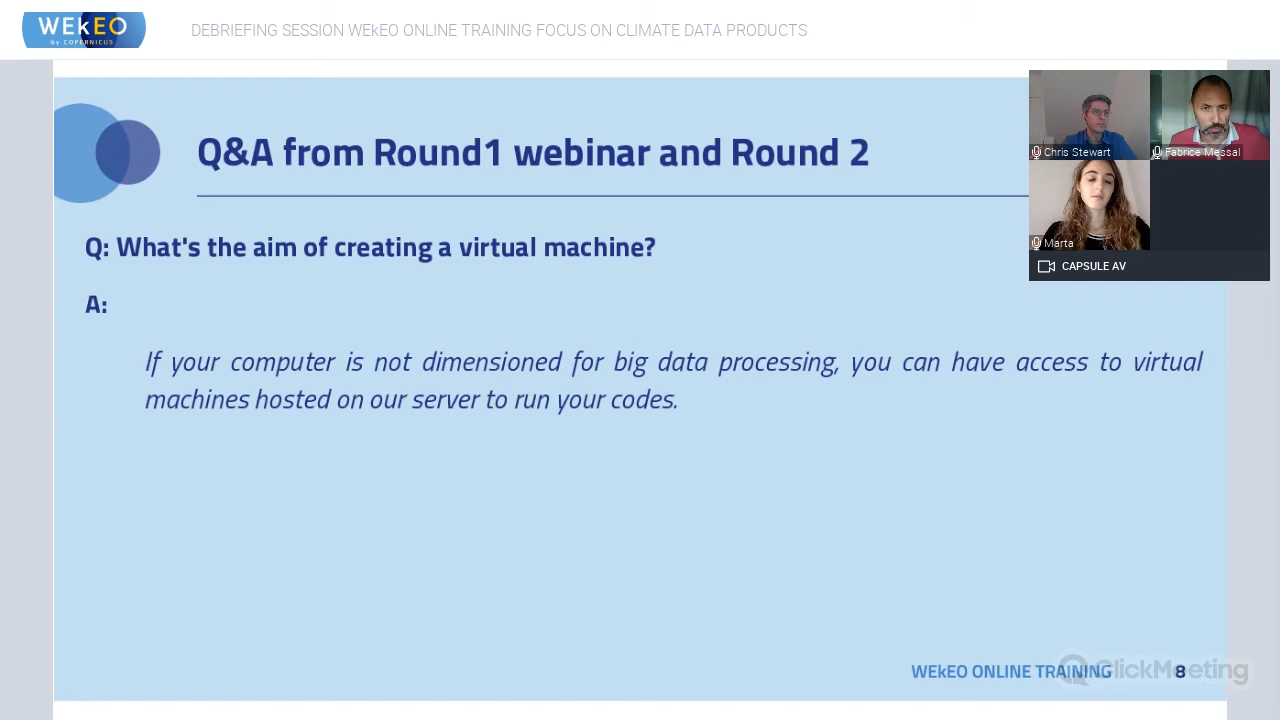 WEkEO
by COPERNICUS
DEBRIEFING SESSION WEkEO ONLINE TRAINING FOCUS ON CLIMATE DATA PRODUCTS
Q&A from Round1 webinar and Round 2
Chris Stewart
Fabrice Messal
Marta
CAPSULE AV
Q: What's the aim of creating a virtual machine?
A:
If your computer is not dimensioned for big data processing, you can have access to virtual
machines hosted on our server to run your codes.
WEkEO ONLINE TRAINING
8
ClickMeeting